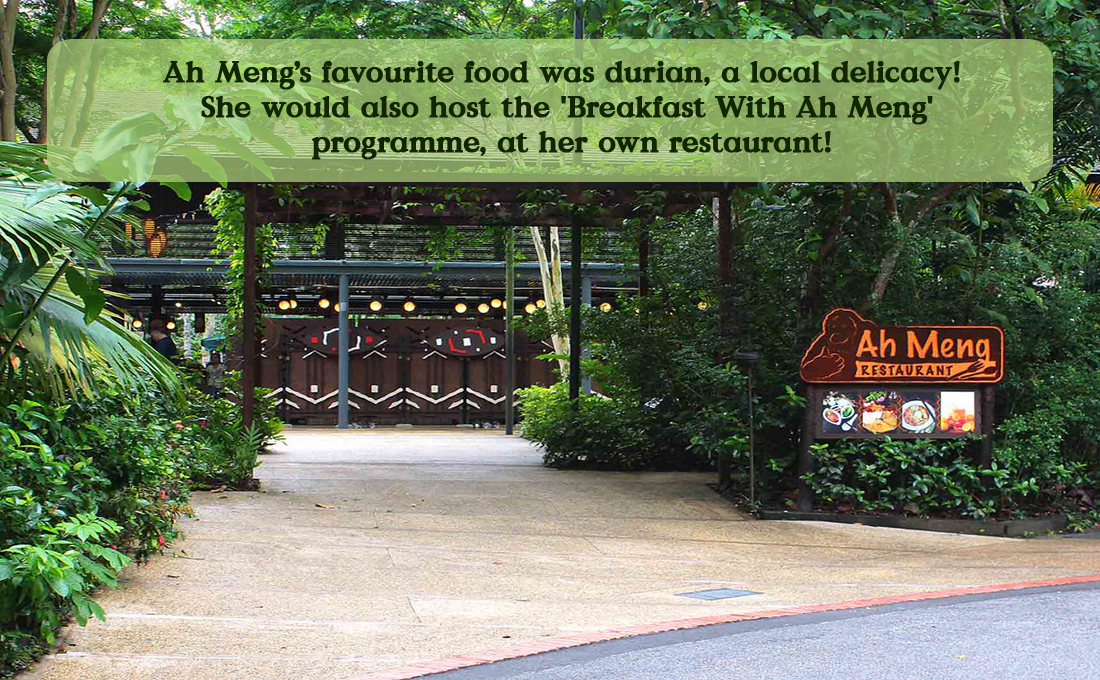 Ah Meng's favourite food was durian, a local delicacy!
She would also host the 'Breakfast With Ah Meng'
programme, at her own restaurant!
Ah Meng
RESTAURANT